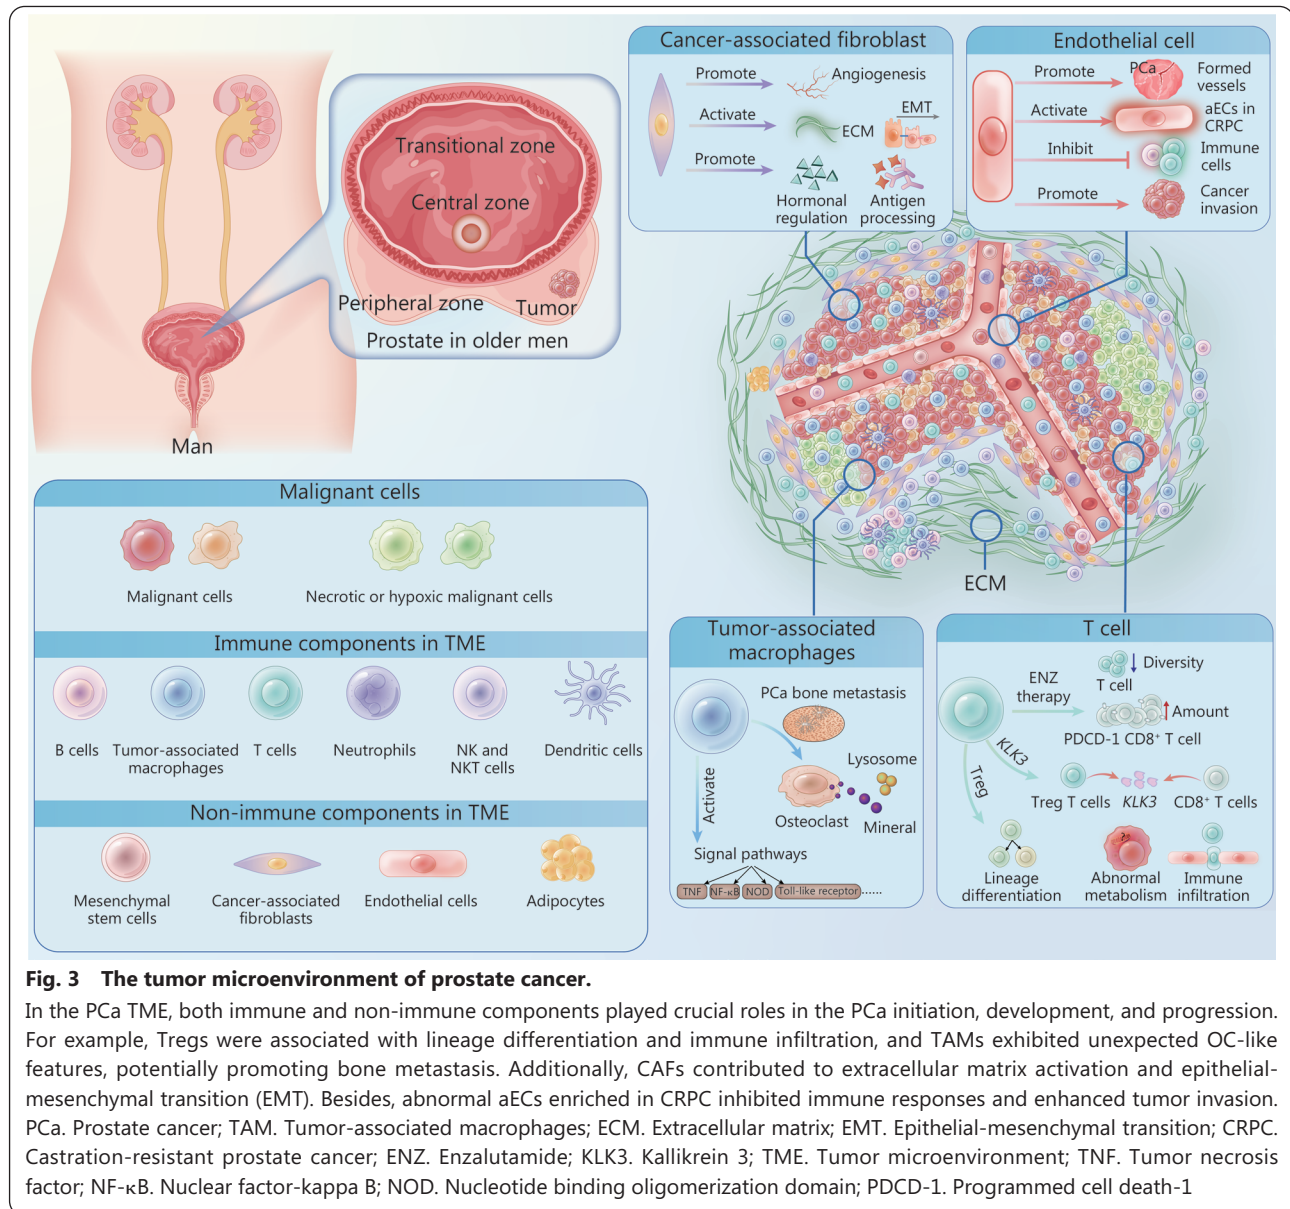 Transitional zone
Central zone
Peripheral zone
Tumor
Prostate in older men
Man
Cancer-associated fibroblast
Promote
Angiogenesis
Activate
ECM
EMT
Promote
Hormonal
regulation
Antigen
processing
Endothelial cell
Promote
PCa
Formed
vessels
Activate
aECs in
CRPC
Inhibit
Immune
cells
Promote
Cancer
invasion
ECM
Malignant cells
Malignant cells
Necrotic or hypoxic malignant cells
Immune components in TME
B cells
Tumor-associated
macrophages
T cells
Neutrophils
NK and
NKT cells
Dendritic cells
Non-immune components in TME
Mesenchymal
stem cells
Cancer-associated
fibroblasts
Endothelial cells
Adipocytes
Tumor-associated
macrophages
PCa bone metastasis
Lysosome
Osteoclast
Mineral
Activate
Signal pathways
TNF
NF-κB
NOD
Toll-like receptor
......
T cell
ENZ
therapy
T cell
Diversity
Amount
PDCD-1 CD8⁺ T cell
KLK3
Treg
Treg T cells
KLK3
CD8⁺ T cells
Lineage
differentiation
?
Abnormal
metabolism
Immune
infiltration
Fig. 3 The tumor microenvironment of prostate cancer.
In the PCa TME, both immune and non-immune components played crucial roles in the PCa initiation, development, and progression.
For example, Tregs were associated with lineage differentiation and immune infiltration, and TAMs exhibited unexpected OC-like
features, potentially promoting bone metastasis. Additionally, CAFs contributed to extracellular matrix activation and epithelial-
mesenchymal transition (EMT). Besides, abnormal aECs enriched in CRPC inhibited immune responses and enhanced tumor invasion.
PCa. Prostate cancer; TAM. Tumor-associated macrophages; ECM. Extracellular matrix; EMT. Epithelial-mesenchymal transition; CRPC.
Castration-resistant prostate cancer; ENZ. Enzalutamide; KLK3. Kallikrein 3; TME. Tumor microenvironment; TNF. Tumor necrosis
factor; NF-κB. Nuclear factor-kappa B; NOD. Nucleotide binding oligomerization domain; PDCD-1. Programmed cell death-1